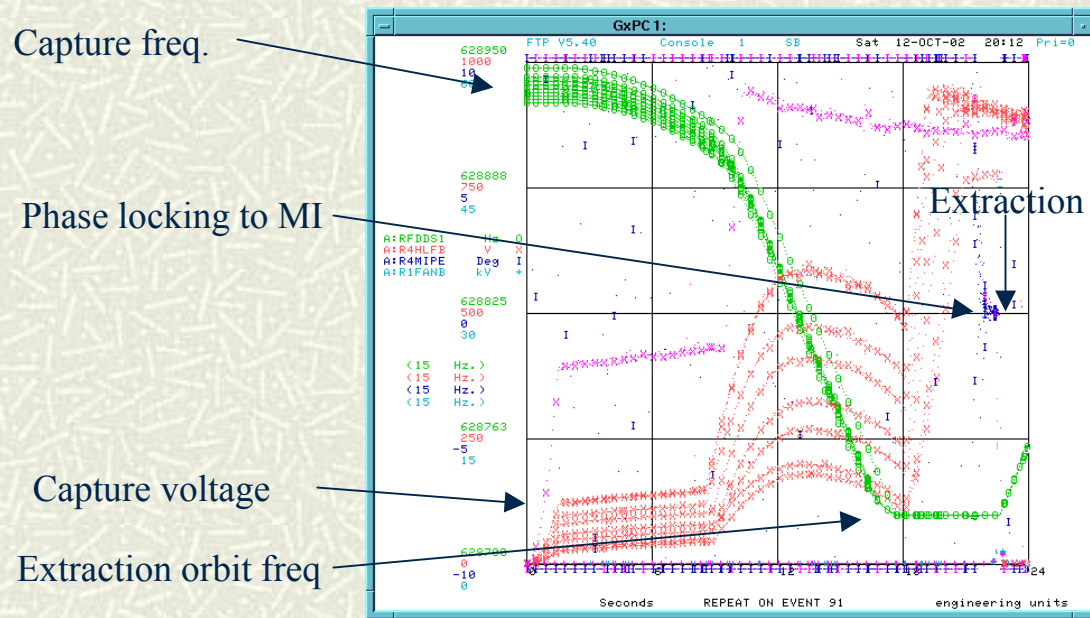 GxPC 1:
FTP V5.40 Console 1 SB Sat 12-OCT-02 20:12 Pri=0
Capture freq.
628950
1000
10
60
628888
750
5
45
Phase locking to MI
Extraction
A:RFDDS1 Hz O
A:R4HLFB V X
A:R4MIPE Deg I
A:R1FANB kV +
628825
500
0
30
(15 Hz.)
(15 Hz.)
(15 Hz.)
(15 Hz.)
628763
250
-5
15
Capture voltage
Extraction orbit freq
628700
0
-10
0
0 6 12 18 24
Seconds REPEAT ON EVENT 91 engineering units